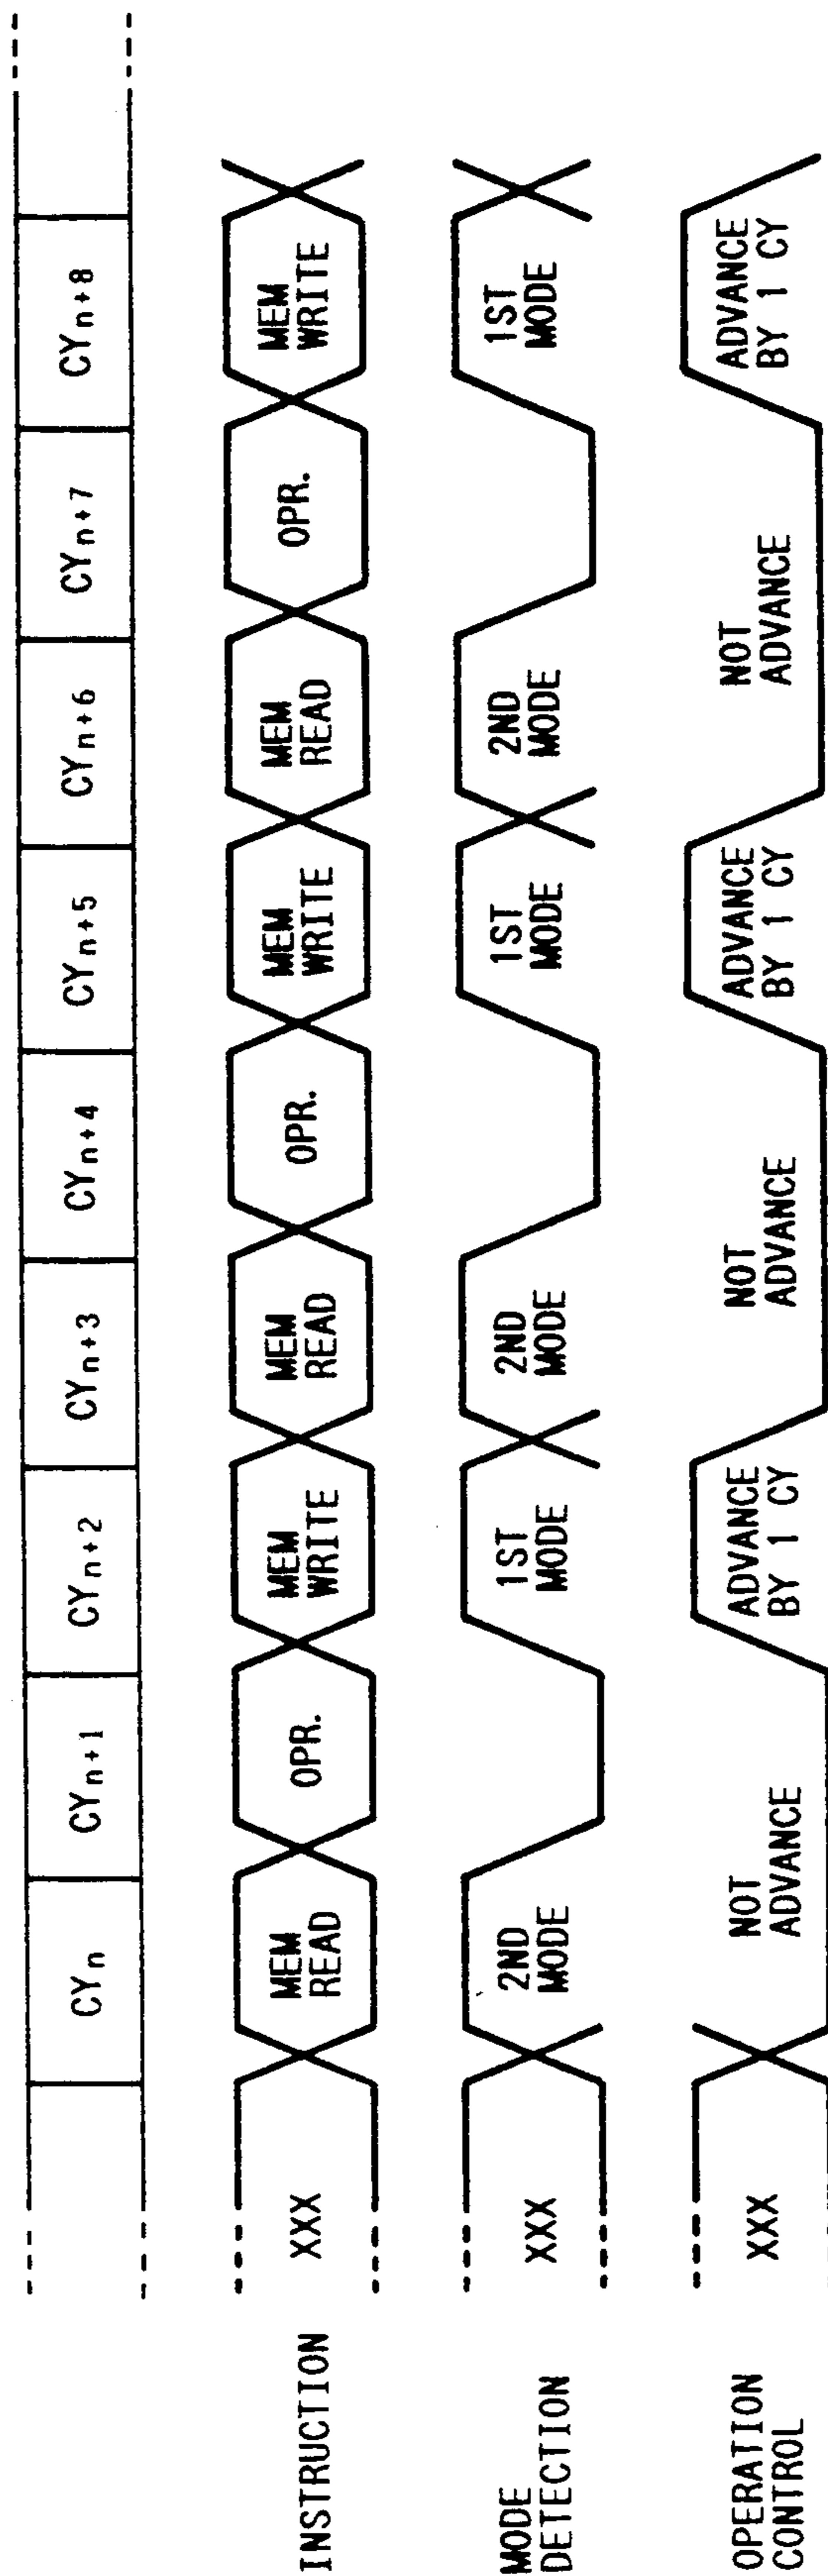 CYn
CYn+1
CYn+2
CYn+3
CYn+4
CYn+5
CYn+6
CYn+7
CYn+8
INSTRUCTION
XXX
MEM
READ
OPR.
MEM
WRITE
MEM
READ
OPR.
MEM
WRITE
MEM
READ
OPR.
MEM
WRITE
MODE
DETECTION
XXX
2ND
MODE
1ST
MODE
2ND
MODE
1ST
MODE
2ND
MODE
1ST
MODE
OPERATION
CONTROL
XXX
NOT
ADVANCE
ADVANCE
BY 1 CY
NOT
ADVANCE
ADVANCE
BY 1 CY
NOT
ADVANCE
ADVANCE
BY 1 CY